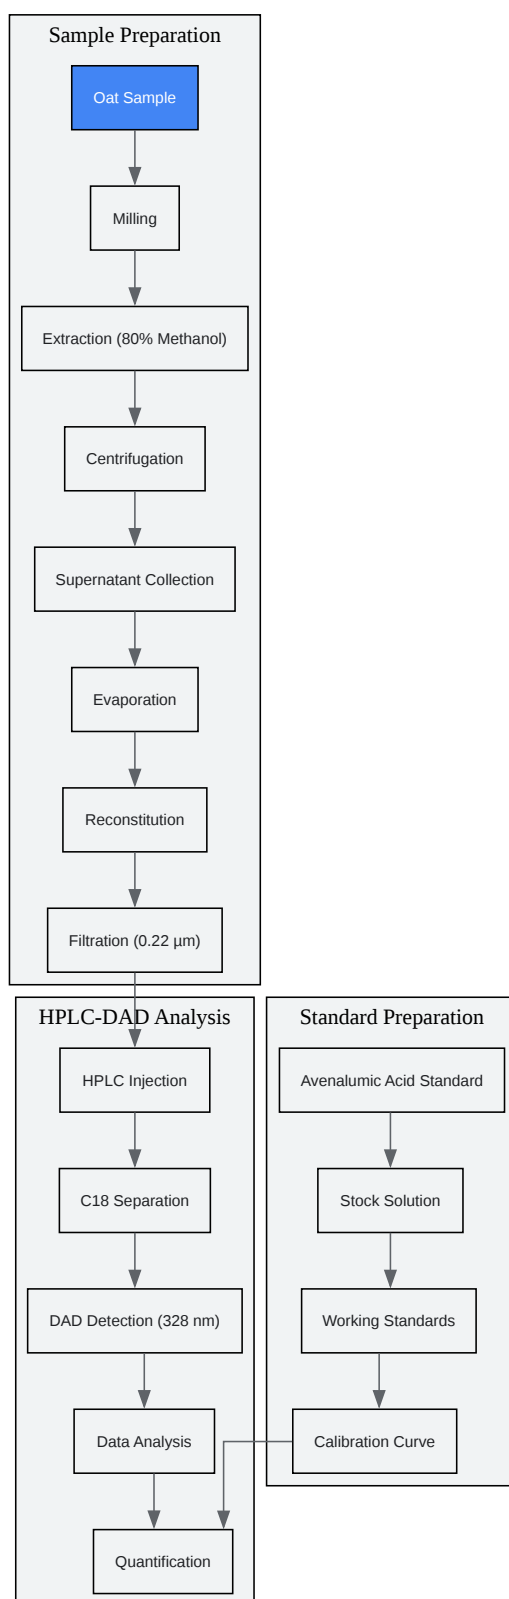 Sample Preparation
Oat Sample
Milling
Extraction (80% Methanol)
Centrifugation
Supernatant Collection
Evaporation
Reconstitution
Filtration (0.22 µm)
HPLC-DAD Analysis
HPLC Injection
C18 Separation
DAD Detection (328 nm)
Data Analysis
Quantification
Standard Preparation
Avenalumic Acid Standard
Stock Solution
Working Standards
Calibration Curve